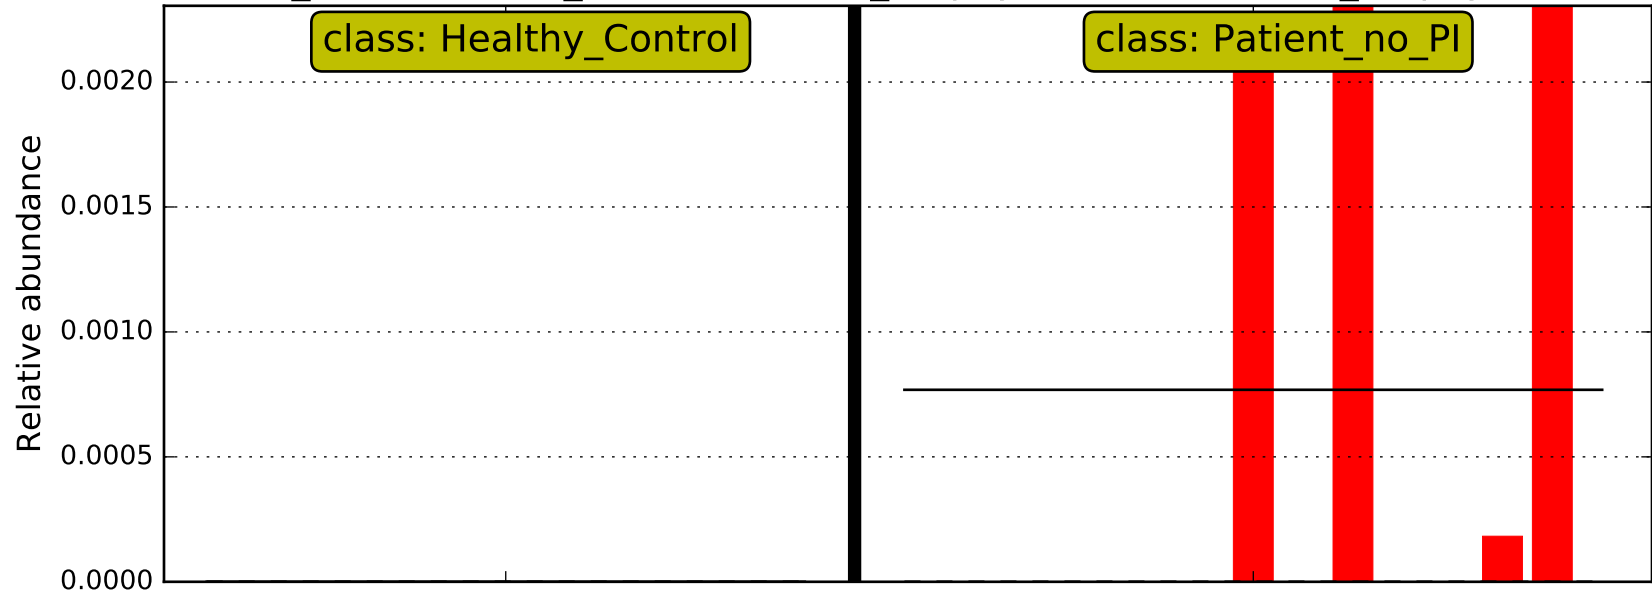 class: Healthy_Control
class: Patient_no_PI
0.0020
0.0015
0.0010
0.0005
0.0000
Relative abundance